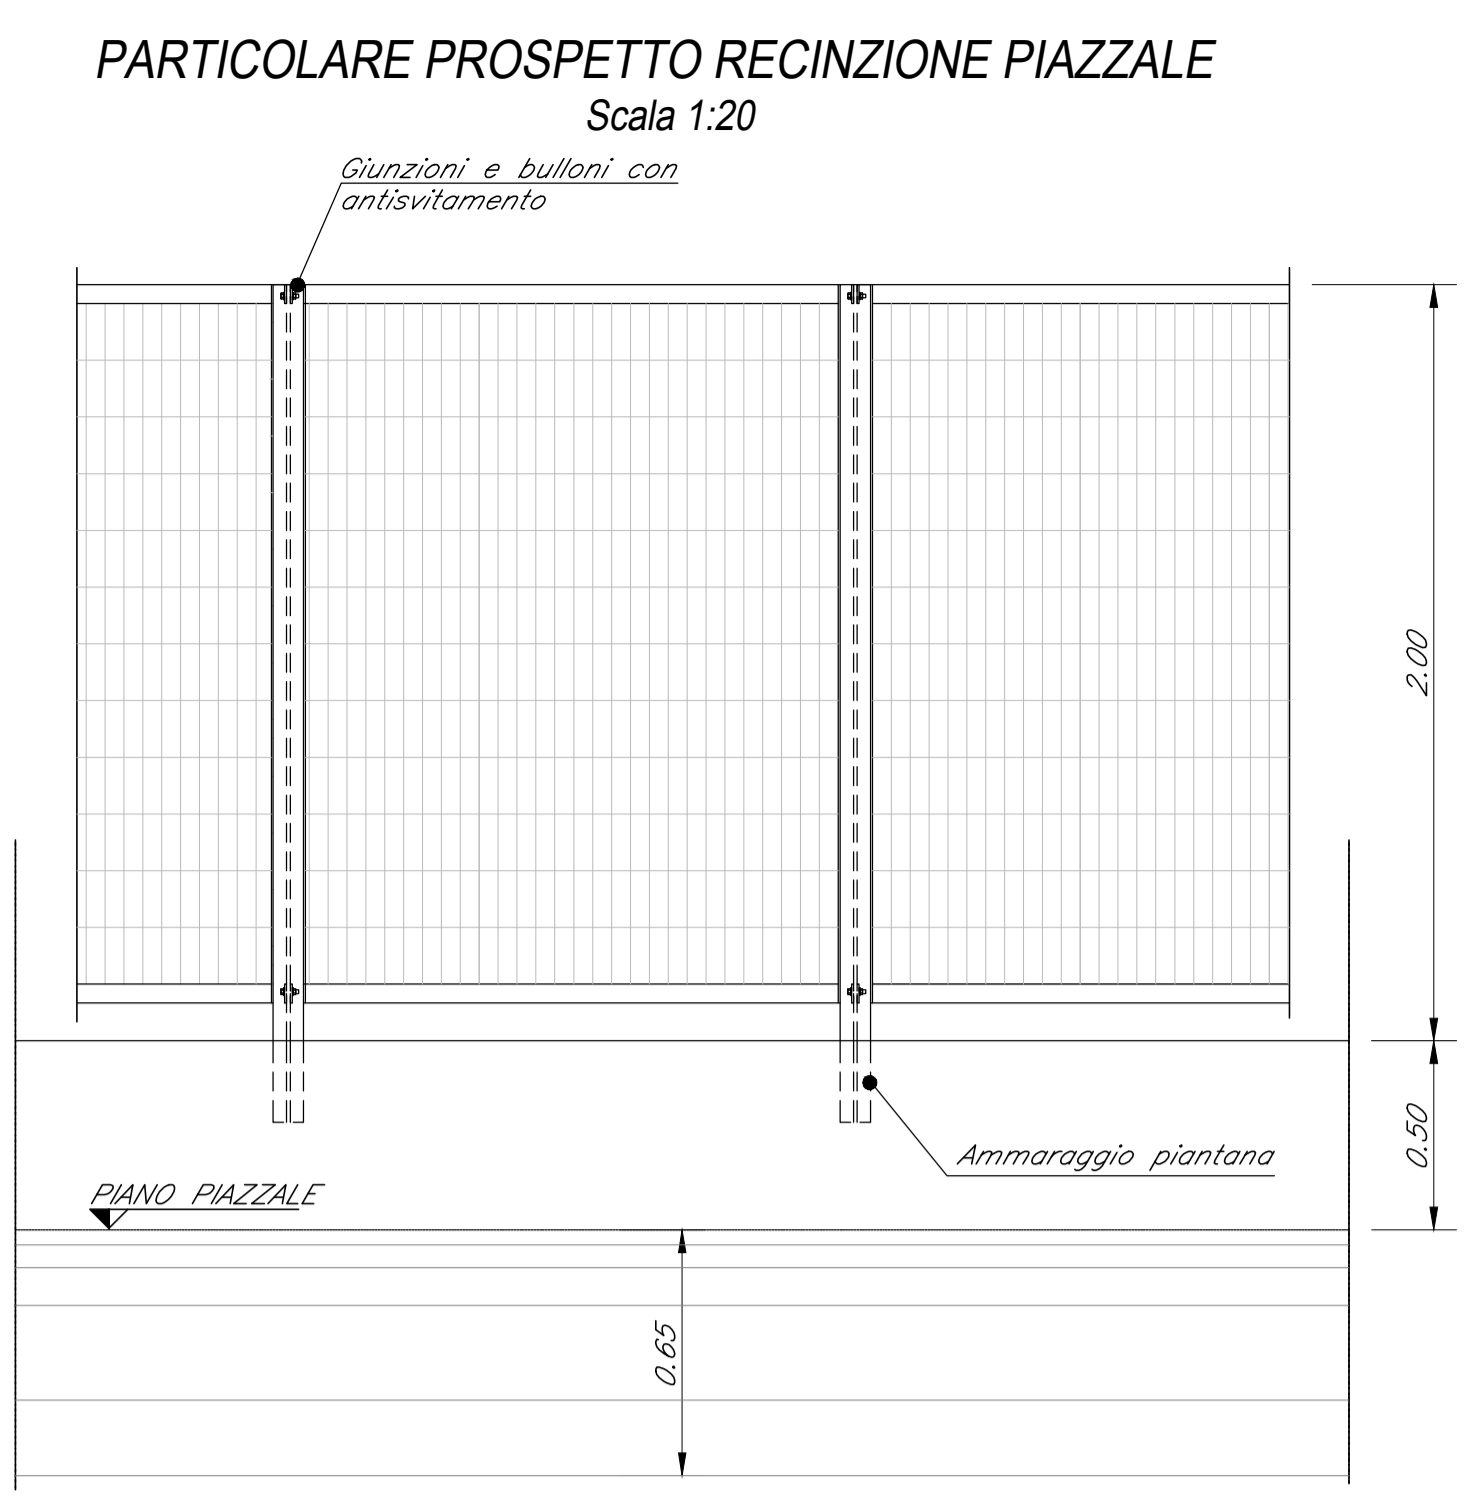 PARTICOLARE PROSPETTO RECINZIONE PIAZZALE
Scala 1:20
Giunzioni e bulloni con
antisvitamento
2.00
0.50
Ammaraggio piantana
PIANO PIAZZALE
0.65